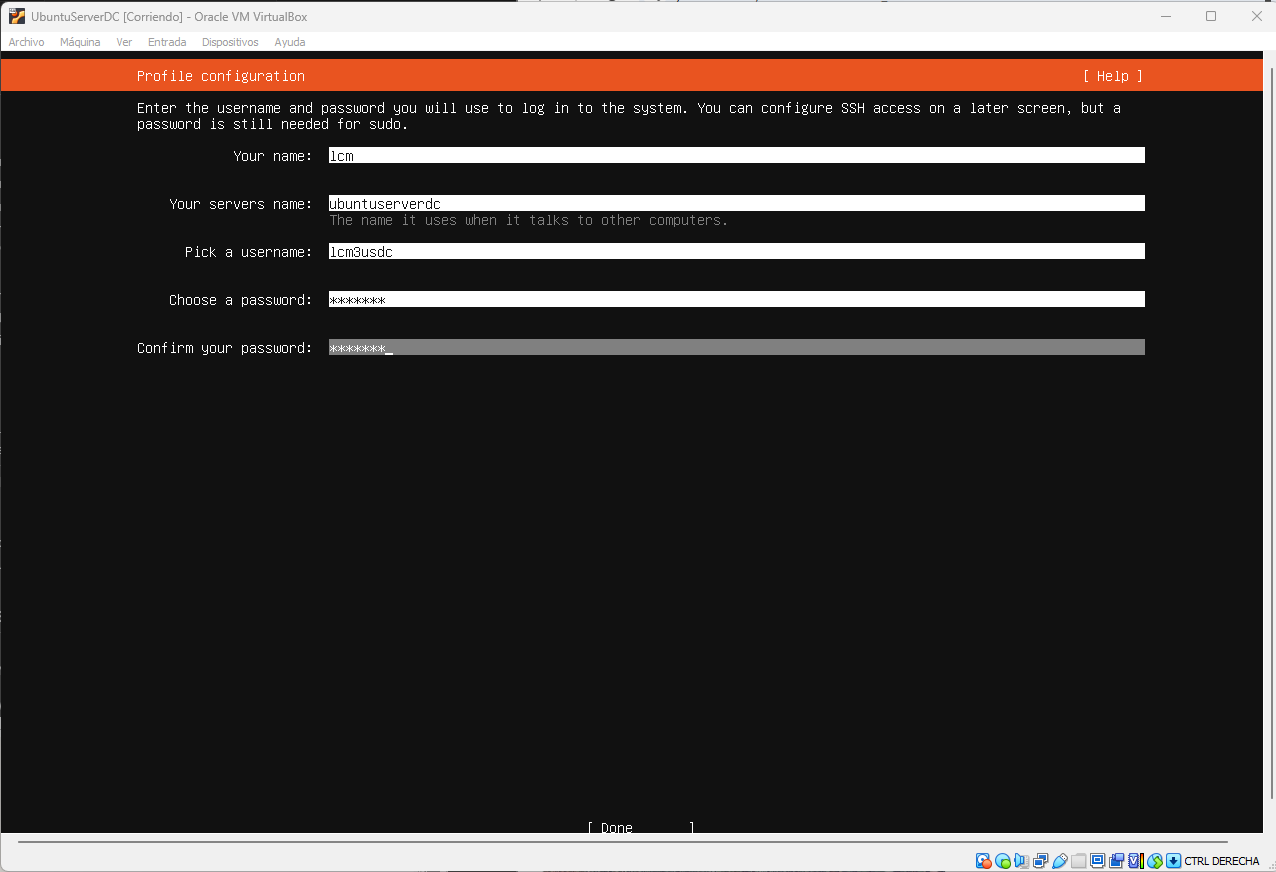 UbuntuServerDC [Corriendo] - Oracle VM VirtualBox
Archivo Máquina Ver Entrada Dispositivos Ayuda
Profile configuration [ Help ]
Enter the username and password you will use to log in to the system. You can configure SSH access on a later screen, but a
password is still needed for sudo.
Your name: lcm
Your servers name: ubuntuserverdc
The name it uses when it talks to other computers.
Pick a username: lcm3usdc
Choose a password: *******
Confirm your password: *******_
[ Done ]
CTRL DERECHA